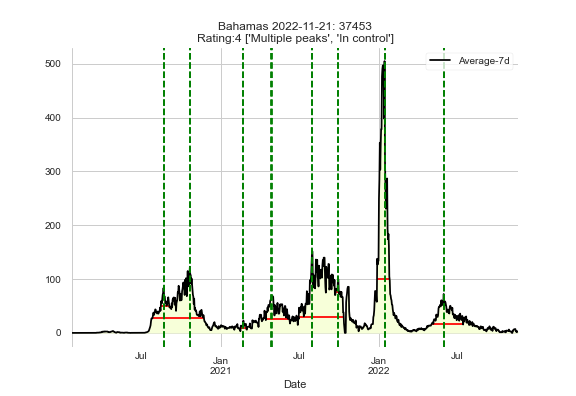 Bahamas 2022-11-21: 37453
Rating:4 ['Multiple peaks', 'In control']
Average-7d
500
400
300
200
100
0
Jul
Jan
2021
Jul
Jan
2022
Jul
Date